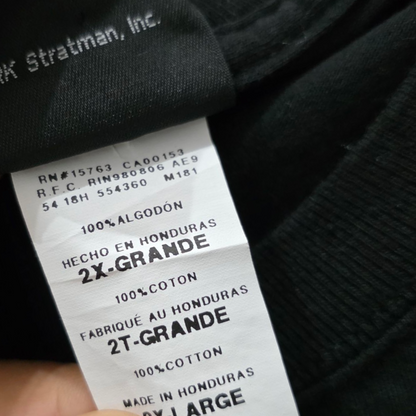 Stratman, Inc.
RN#15763 CA00153
R.F.C. RIN980806 AE9
54 18H 554360 M181
100% ALGODÓN
HECHO EN HONDURAS
2X-GRANDE
100% COTON
FABRIQUÉ AU HONDURAS
2T-GRANDE
100% COTTON
MADE IN HONDURAS
LARGE